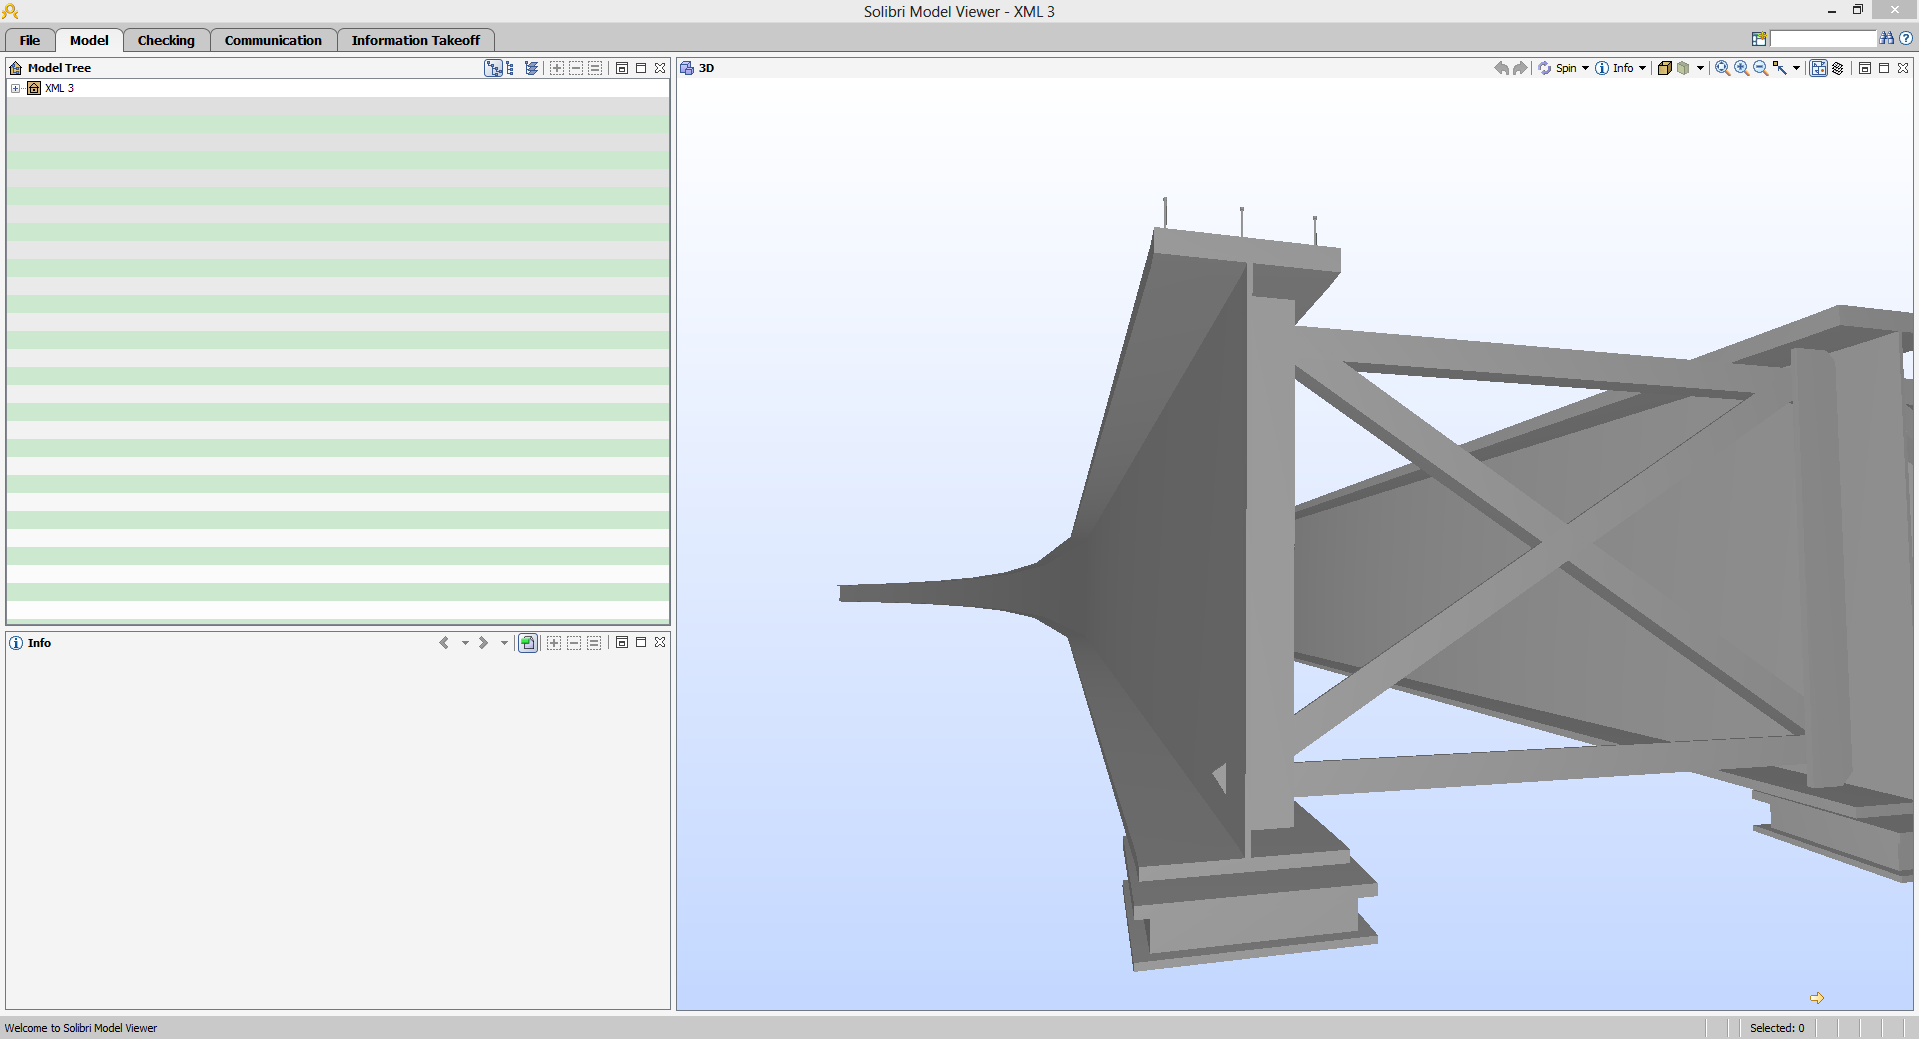 Solibri Model Viewer - XML 3
File Model Checking Communication Information Takeoff
Model Tree
XML 3
3D
Spin
Info
Info
Welcome to Solibri Model Viewer
Selected: 0